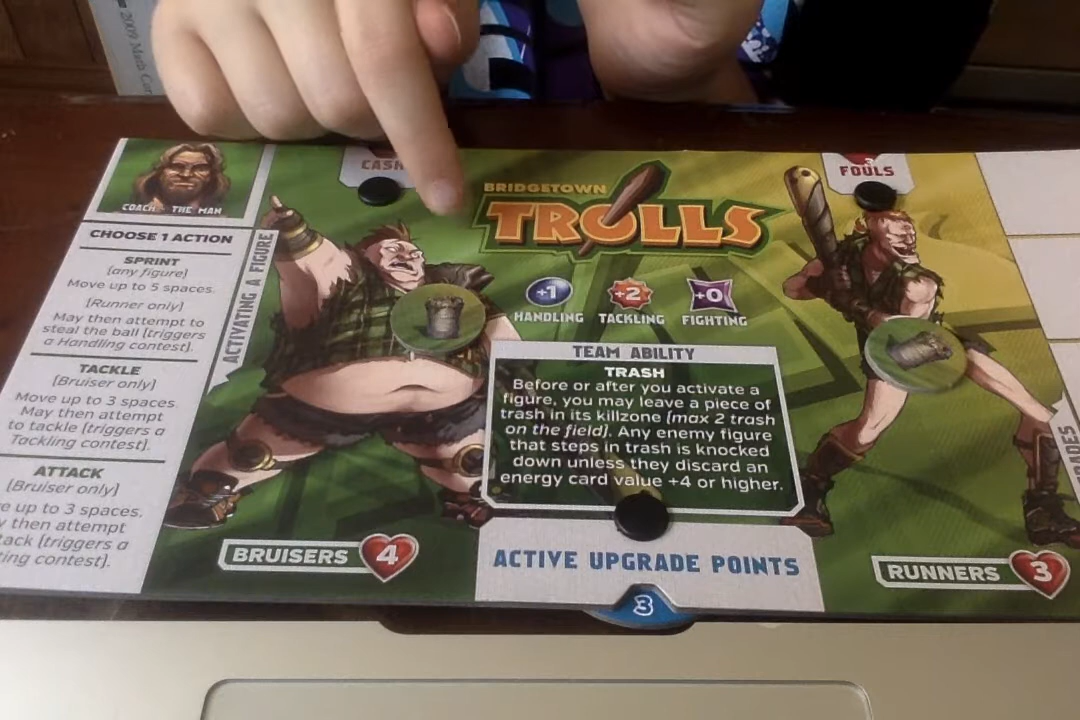 2009 Math
CASH
FOULS
COACH - THE MAN
BRIDGETOWN
TROLLS
CHOOSE 1 ACTION
SPRINT
(any figure)
Move up to 5 spaces.
(Runner only)
May then attempt to
steal the ball (triggers
a Handling contest).
TACKLE
(Bruiser only)
Move up to 3 spaces
May then attempt
to tackle (triggers a
Tackling contest).
ATTACK
(Bruiser only)
e up to 3 spaces.
y then attempt
tack (triggers a
ting contest).
ACTIVATING A FIGURE
+1
HANDLING
+2
TACKLING
+0
FIGHTING
TEAM ABILITY
TRASH
Before or after you activate a
figure, you may leave a piece of
trash in its killzone (max 2 trash
on the field). Any enemy figure
that steps in trash is knocked
down unless they discard an
energy card value +4 or higher.
BRUISERS 4
ACTIVE UPGRADE POINTS
3
RUNNERS 3
ADES